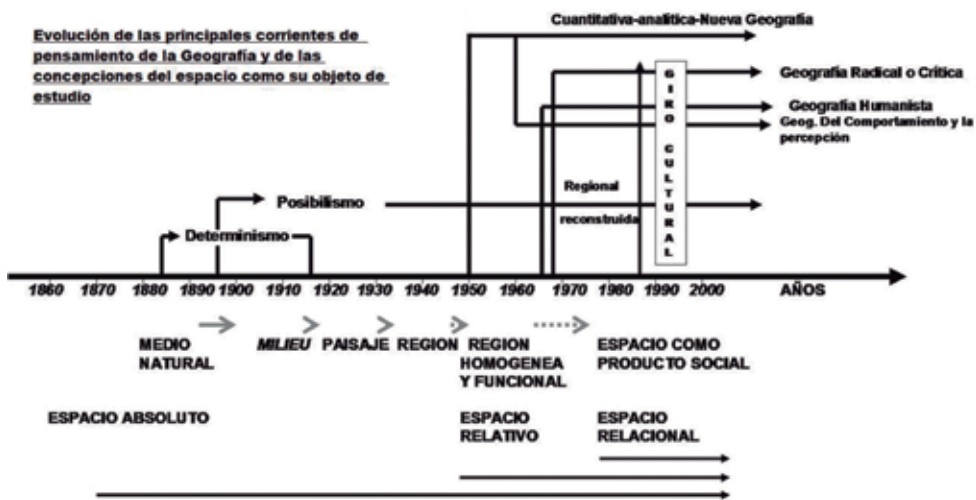 Cuantitativa-analítica-Nueva Geografía
Evolución de las principales corrientes de
pensamiento de la Geografía y de las
concepciones del espacio como su objeto de
estudio
Geografía Radical o Crítica
Geografía Humanista
Geog. Del Comportamiento y la
percepción
GIRO CULTURAL
Regional
reconstruida
Posibilismo
Determinismo
1860 1870 1880 1890 1900 1910 1920 1930 1940 1950 1960 1970 1980 1990 2000 AÑOS
MEDIO
NATURAL
MILIEU
PAISAJE
REGION
REGION
HOMOGENEA
Y FUNCIONAL
ESPACIO COMO
PRODUCTO SOCIAL
ESPACIO ABSOLUTO
ESPACIO
RELATIVO
ESPACIO
RELACIONAL